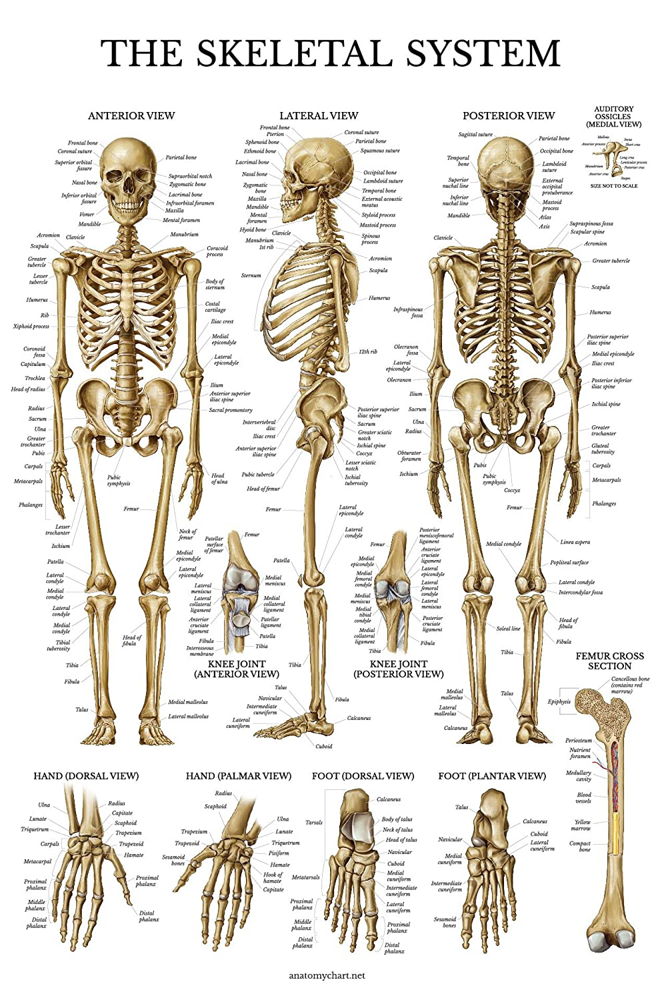 THE SKELETAL SYSTEM
ANTERIOR VIEW
Frontal bone
Coronal suture
Superior orbital
fissure
Nasal bone
Inferior orbital
fissure
Vomer
Mandible
Parietal bone
Supraorbital notch
Zygomatic bone
Lacrimal bone
Infraorbital foramen
Maxilla
Mental foramen
Acromion
Clavicle
Manubrium
Scapula
Greater
tubercle
Lesser
tubercle
Humerus
Rib
Xiphoid process
Coronoid
fossa
Capitulum
Trochlea
Head of radius
Radius
Sacrum
Ulna
Greater
trochanter
Pubis
Carpals
Metacarpals
Phalanges
Coracoid
process
Body of
sternum
Costal
cartilage
Iliac crest
Medial
epicondyle
Lateral
epicondyle
Ilium
Anterior superior
iliac spine
Sacral promontory
Pubic
symphysis
Head
of ulna
Femur
Lesser
trochanter
Ischium
Neck of
femur
Patella
Medial
epicondyle
Lateral
epicondyle
Lateral
condyle
Medial
condyle
Lateral
condyle
Medial
condyle
Tibial
tuberosity
Head of
fibula
Tibia
Fibula
Talus
Medial malleolus
Lateral malleolus
LATERAL VIEW
Frontal bone
Pterion
Sphenoid bone
Ethmoid bone
Lacrimal bone
Nasal bone
Zygomatic
bone
Maxilla
Mandible
Mental
foramen
Hyoid bone
Coronal suture
Parietal bone
Squamous suture
Occipital bone
Lambdoid suture
Temporal bone
External acoustic
meatus
Styloid process
Mastoid process
Spinous
process
Clavicle
Manubrium
1st rib
Sternum
Acromion
Scapula
Humerus
12th rib
Intervertebral
disc
Iliac crest
Anterior superior
iliac spine
Pubic tubercle
Head of femur
Posterior superior
iliac spine
Sacrum
Greater sciatic
notch
Ischial spine
Coccyx
Lesser sciatic
notch
Ischial
tuberosity
Femur
Lateral
epicondyle
Lateral
condyle
Patella
Tibia
Fibula
Talus
Navicular
Intermediate
cuneiform
Lateral
cuneiform
Calcaneus
Cuboid
POSTERIOR VIEW
Sagittal suture
Temporal
bone
Superior
nuchal line
Inferior
nuchal line
Mandible
Parietal bone
Occipital bone
Lambdoid
suture
External
occipital
protuberance
Mastoid
process
Atlas
Axis
Clavicle
Supraspinous fossa
Scapular spine
Acromion
Greater tubercle
Scapula
Infraspinous
fossa
Humerus
Olecranon
fossa
Lateral
epicondyle
Olecranon
Ilium
Sacrum
Ulna
Radius
Obturator
foramen
Ischium
Posterior superior
iliac spine
Medial epicondyle
Iliac crest
Posterior inferior
iliac spine
Ischial spine
Greater
trochanter
Gluteal
tuberosity
Carpals
Metacarpals
Phalanges
Pubis
Pubic
symphysis
Coccyx
Femur
Linea aspera
Medial condyle
Popliteal surface
Lateral condyle
Intercondylar fossa
Head of
fibula
Fibula
Soleal line
Tibia
Talus
Medial
malleolus
Lateral
malleolus
Calcaneus
AUDITORY
OSSICLES
(MEDIAL VIEW)
Malleus
Incus
Anterior process
Short crus
Long crus
Lenticular process
Posterior crus
Manubrium
Anterior crus
Stapes
SIZE NOT TO SCALE
Femur
Patellar
surface
of femur
Lateral
meniscus
Lateral
collateral
ligament
Anterior
cruciate
ligament
Fibula
Interosseous
membrane
Medial
meniscus
Medial
collateral
ligament
Patellar
ligament
Patella
Tibia
KNEE JOINT
(ANTERIOR VIEW)
Femur
Medial
epicondyle
Medial
femoral
condyle
Medial
meniscus
Medial
tibial
condyle
Medial
collateral
ligament
Tibia
Posterior
meniscofemoral
ligament
Anterior
cruciate
ligament
Lateral
epicondyle
Lateral
femoral
condyle
Lateral
meniscus
Posterior
cruciate
ligament
Fibula
KNEE JOINT
(POSTERIOR VIEW)
FEMUR CROSS
SECTION
Cancellous bone
(contains red
marrow)
Epiphysis
Periosteum
Nutrient
foramen
Medullary
cavity
Blood
vessels
Yellow
marrow
Compact
bone
HAND (DORSAL VIEW)
Ulna
Lunate
Triquetrum
Carpals
Metacarpal
Proximal
phalanx
Middle
phalanx
Distal
phalanx
Radius
Capitate
Scaphoid
Trapezium
Trapezoid
Hamate
Proximal
phalanx
Distal
phalanx
HAND (PALMAR VIEW)
Radius
Scaphoid
Trapezium
Trapezoid
Sesamoid
bones
Ulna
Lunate
Triquetrum
Pisiform
Hamate
Hook of
hamate
Capitate
FOOT (DORSAL VIEW)
Tarsals
Metatarsals
Proximal
phalanx
Middle
phalanx
Distal
phalanx
Calcaneus
Body of talus
Neck of talus
Head of talus
Navicular
Cuboid
Medial
cuneiform
Intermediate
cuneiform
Lateral
cuneiform
Proximal
phalanx
Distal
phalanx
FOOT (PLANTAR VIEW)
Talus
Navicular
Medial
cuneiform
Intermediate
cuneiform
Sesamoid
bones
Calcaneus
Cuboid
Lateral
cuneiform
anatomychart.net